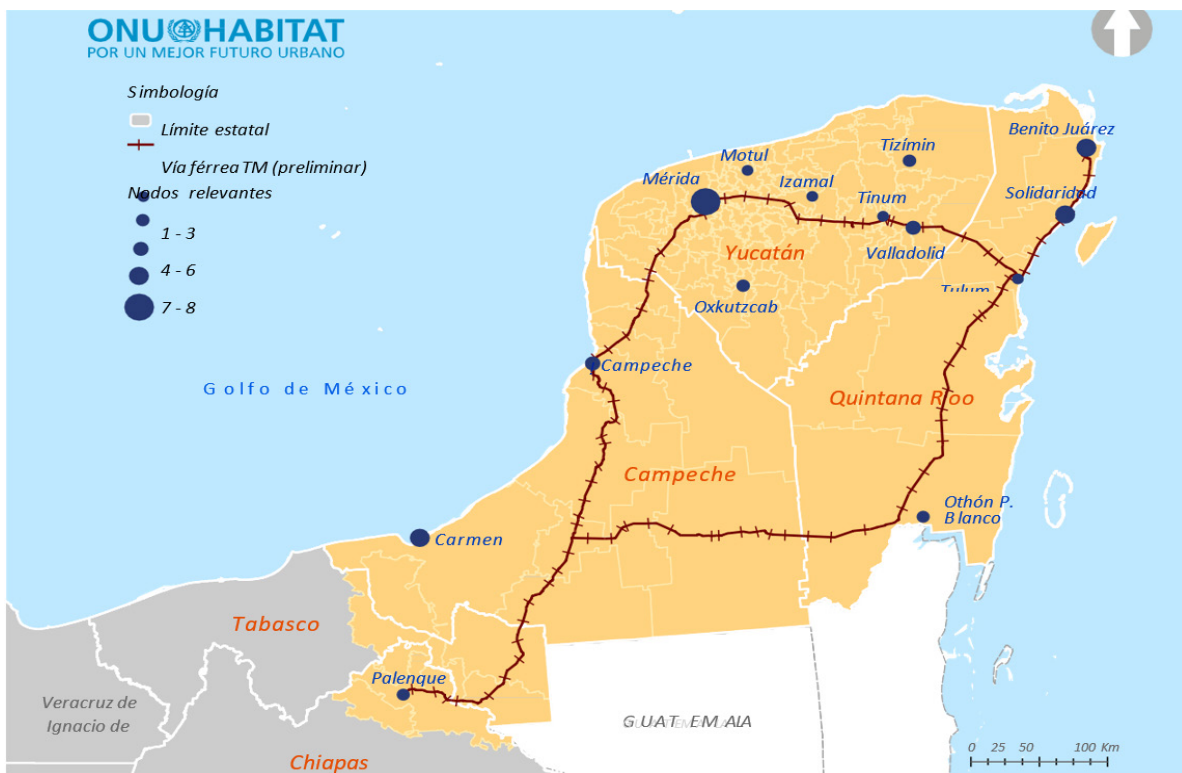 ONU HABITAT
POR UN MEJOR FUTURO URBANO
Simbología
Límite estatal
Vía férrea TM (preliminar)
Nodos relevantes
1 - 3
4 - 6
7 - 8
Benito Juárez
Tizímin
Motul
Izamal
Mérida
Tinum
Solidaridad
Valladolid
Yucatán
Tulum
Oxkutzcab
Campeche
Golfo de México
Quintana Roo
Campeche
Othón P.
Blanco
Carmen
Tabasco
Palenque
Veracruz de
Ignacio de
GUATEMALA
Chiapas
0 25 50 100 Km